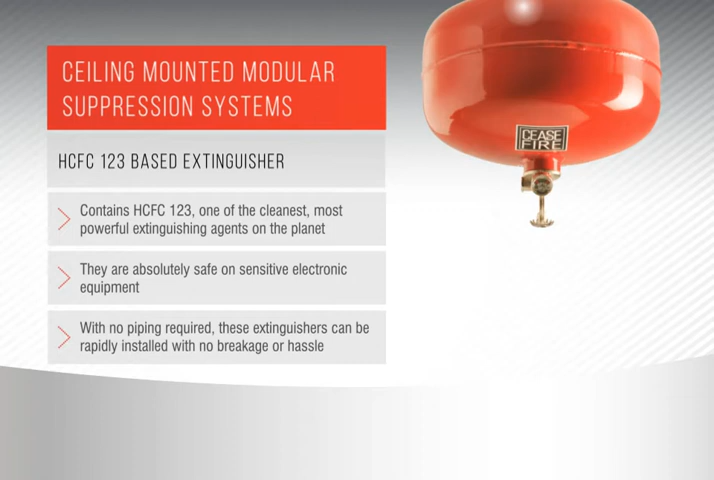 CEILING MOUNTED MODULAR
SUPPRESSION SYSTEMS
HCFC 123 BASED EXTINGUISHER
Contains HCFC 123, one of the cleanest, most
powerful extinguishing agents on the planet
They are absolutely safe on sensitive electronic
equipment
With no piping required, these extinguishers can be
rapidly installed with no breakage or hassle
CEASE
FIRE